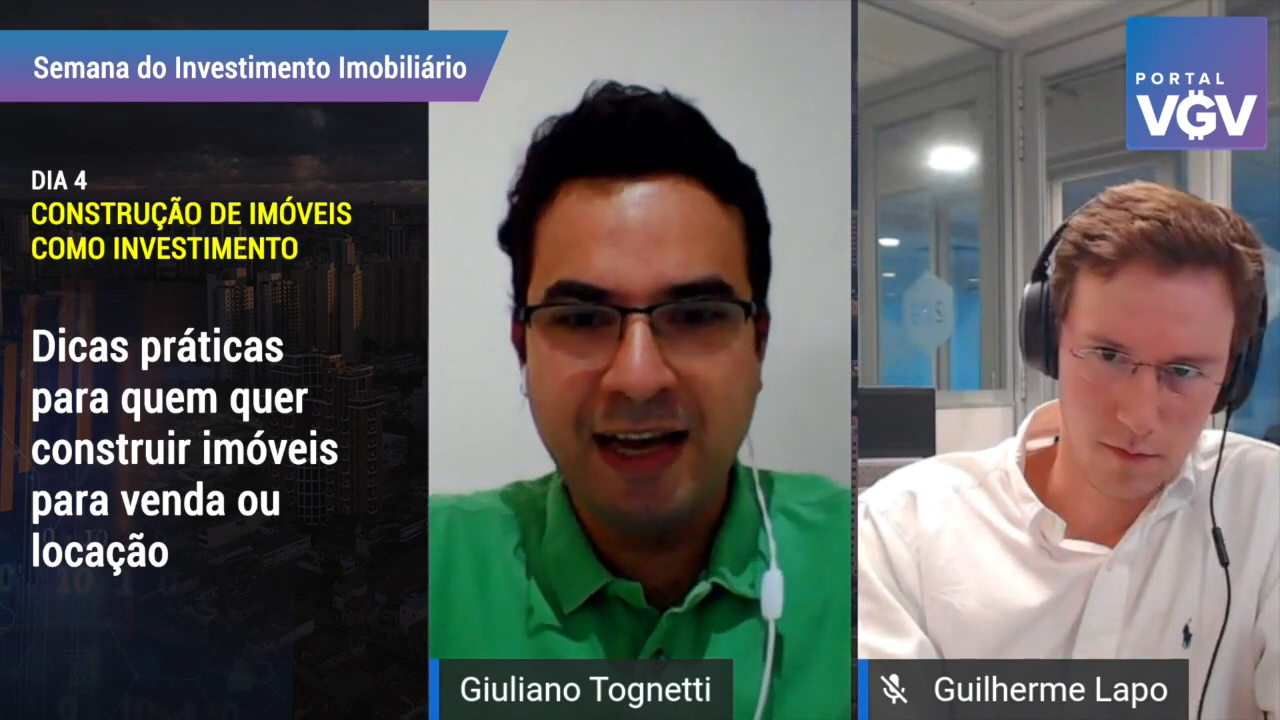 Semana do Investimento Imobiliário
PORTAL
VGV
DIA 4
CONSTRUÇÃO DE IMÓVEIS
COMO INVESTIMENTO
Dicas práticas
para quem quer
construir imóveis
para venda ou
locação
Giuliano Tognetti
Guilherme Lapo